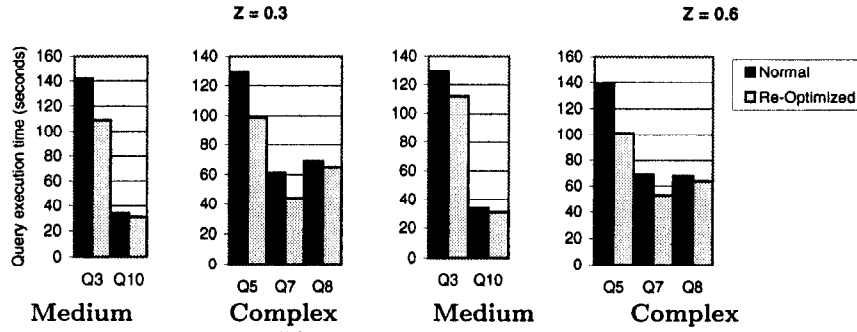 Z = 0.3
Z = 0.6
Query execution time (seconds)
160
140
120
100
80
60
40
20
0
Q3 Q10
Medium
140
120
100
80
60
40
20
0
Q5 Q7 Q8
Complex
140
120
100
80
60
40
20
0
Q3 Q10
Medium
160
140
120
100
80
60
40
20
0
Q5 Q7 Q8
Complex
Normal
Re-Optimized